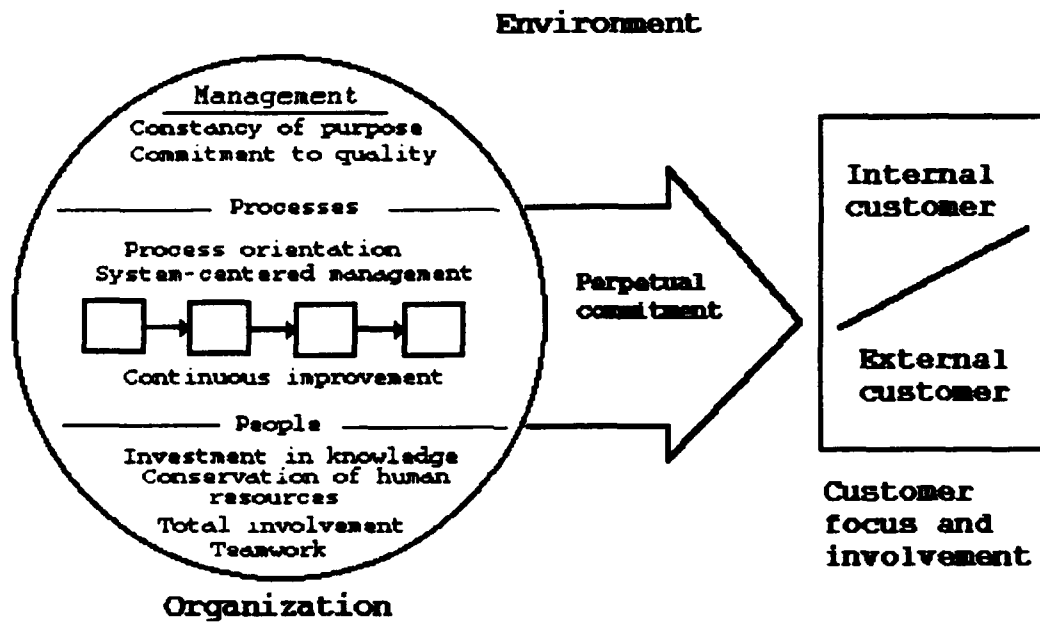 Environment
Management
Constancy of purpose
Commitment to quality
Processes
Process orientation
System-centered management
Continuous improvement
People
Investment in knowledge
Conservation of human
resources
Total involvement
Teamwork
Organization
Perpetual
commitment
Internal
customer
External
customer
Customer
focus and
involvement